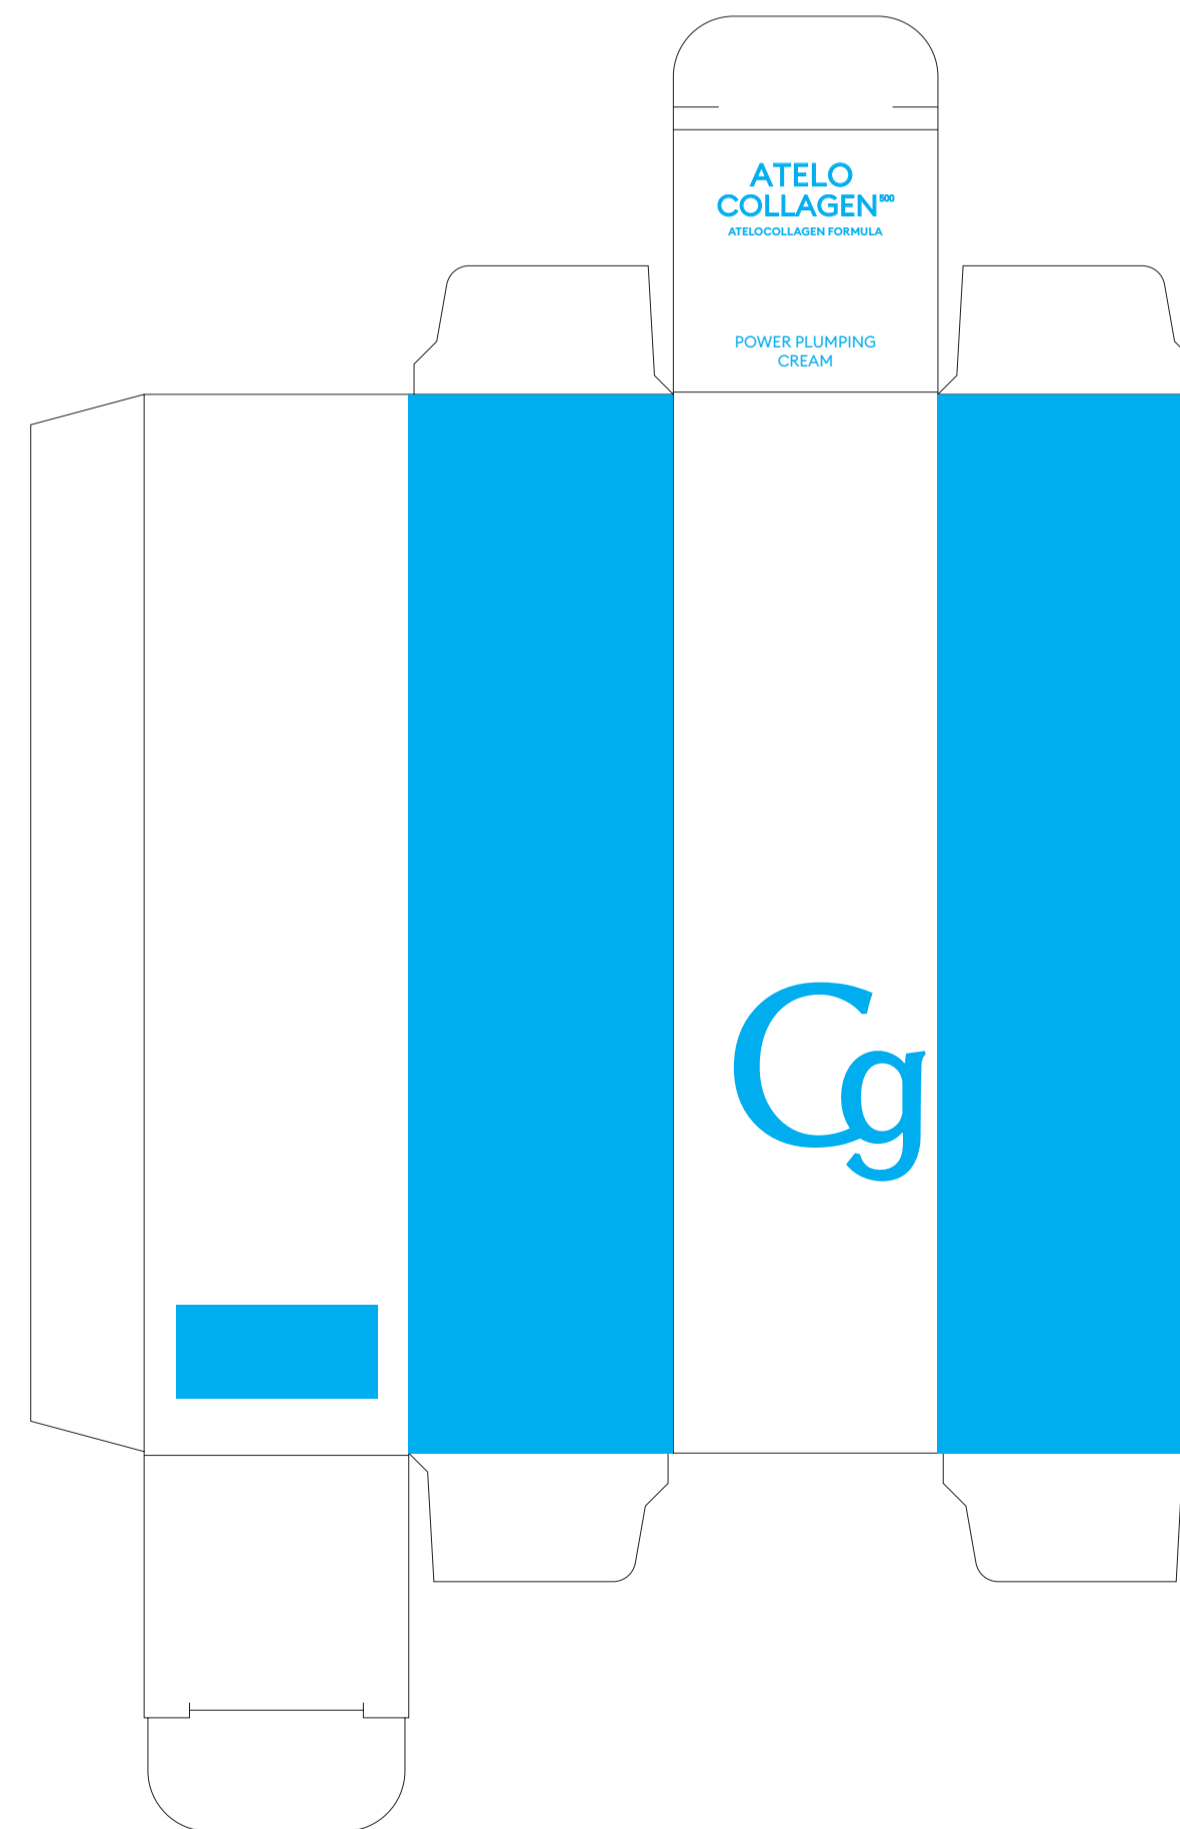 ATELO
COLLAGEN500
ATELOCOLLAGEN FORMULA
POWER PLUMPING
CREAM
Cg